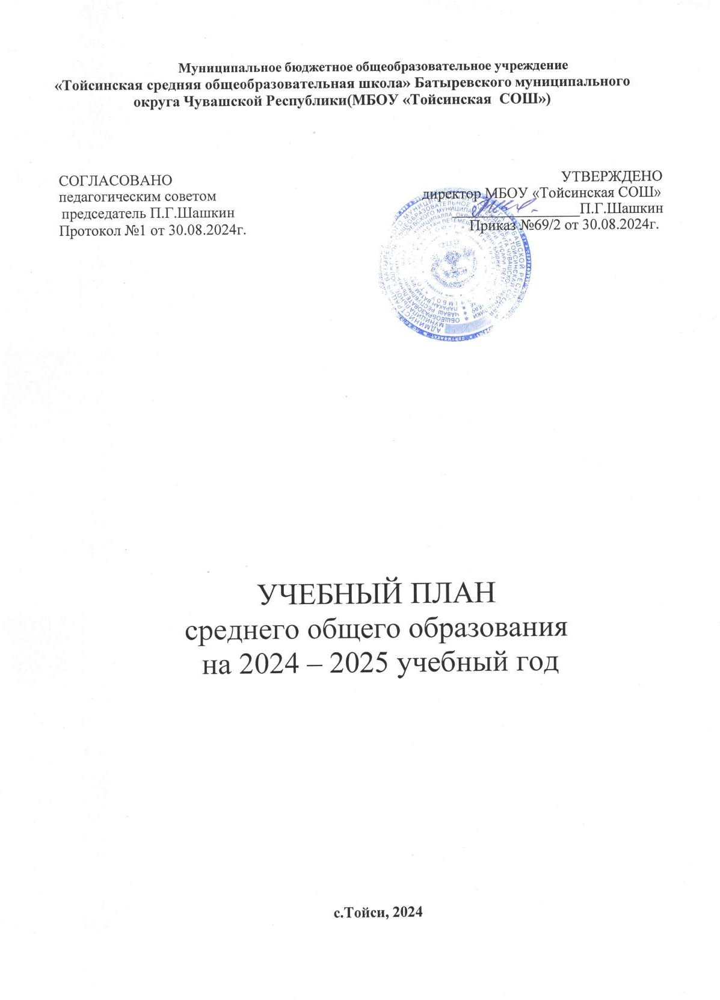 Муниципальное бюджетное общеобразовательное учреждение
«Тойсинская средняя общеобразовательная школа» Батыревского муниципального
округа Чувашской Республики(МБОУ «Тойсинская СОШ»)
СОГЛАСОВАНО
педагогическим советом
председатель П.Г.Шашкин
Протокол №1 от 30.08.2024г.
УТВЕРЖДЕНО
директор МБОУ «Тойсинская СОШ»
П.Г.Шашкин
Приказ №69/2 от 30.08.2024г.
УЧЕБНЫЙ ПЛАН
среднего общего образования
на 2024 – 2025 учебный год
с.Тойси, 2024